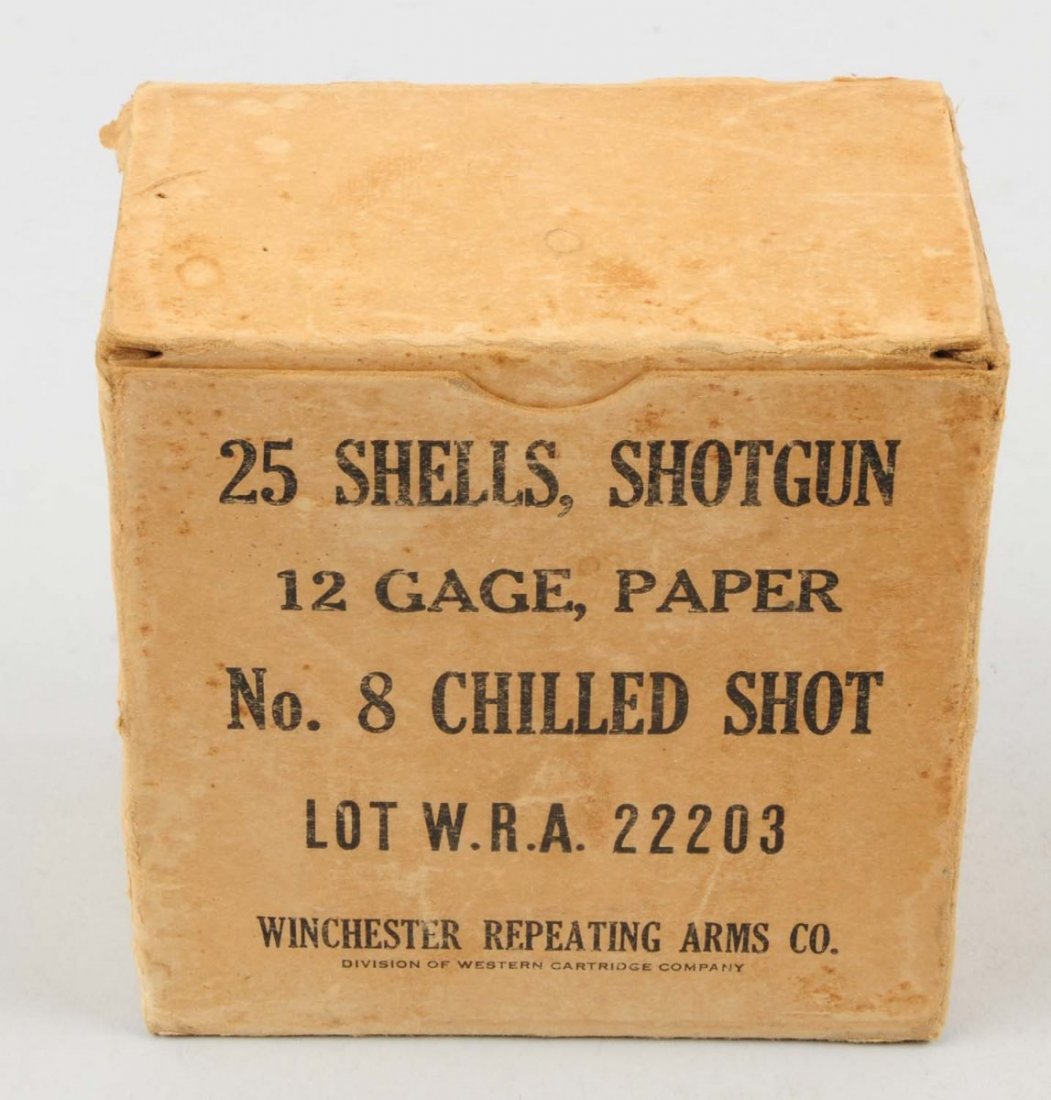 25 SHELLS, SHOTGUN
12 GAGE, PAPER
No. 8 CHILLED SHOT
LOT W.R.A. 22203
WINCHESTER REPEATING ARMS CO.
DIVISION OF WESTERN CARTRIDGE COMPANY